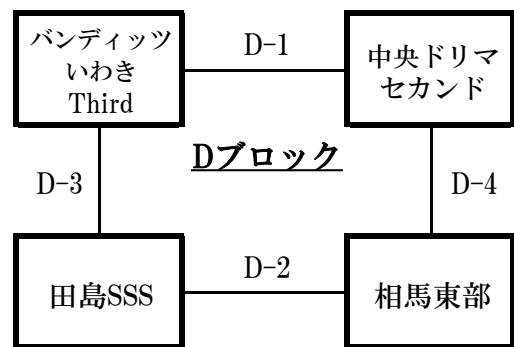 バンディッツ
いわき
Third
D-1
中央ドリマ
セカンド
Dブロック
D-3
D-4
田島SSS
D-2
相馬東部